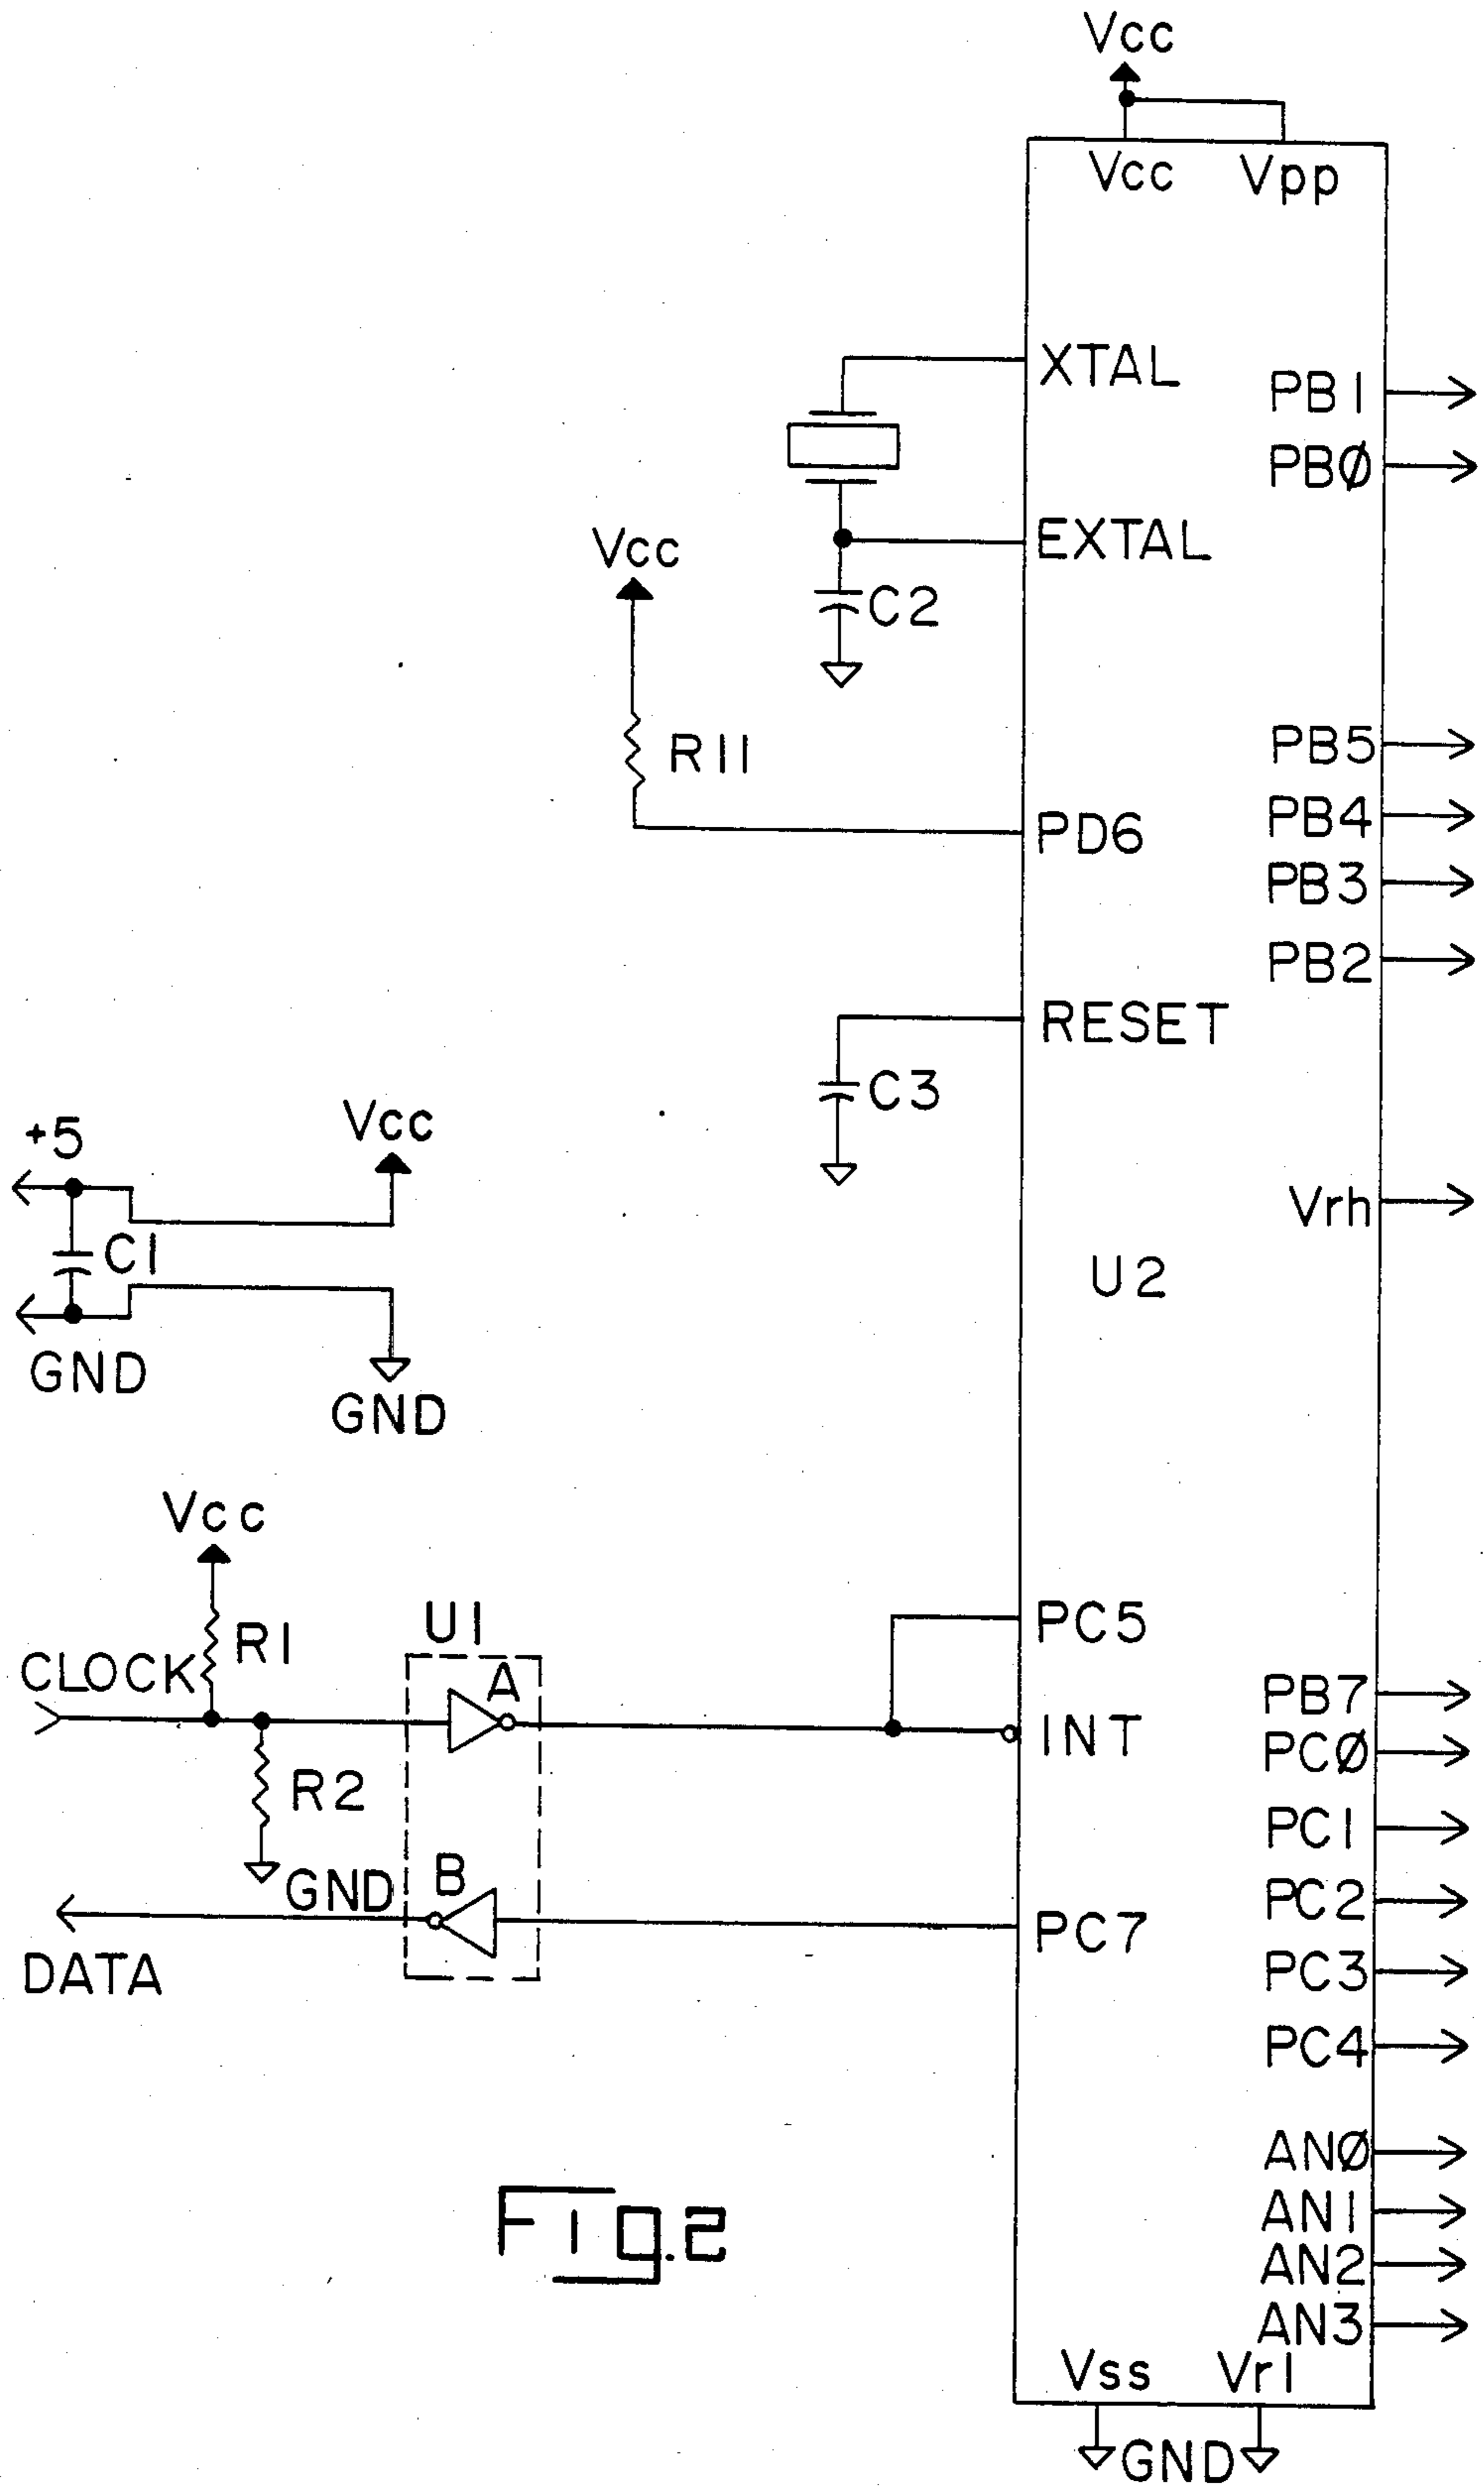 Vcc
Vcc Vpp
XTAL
PB1
PBØ
EXTAL
Vcc
C2
R11
PB5
PB4
PD6
PB3
PB2
RESET
C3
Vcc
+5
Vrh
C1
U2
GND
GND
Vcc
U1
PC5
R1
CLOCK
A
PB7
INT
PCØ
R2
PC1
B
GND
PC2
PC7
DATA
PC3
PC4
ANØ
AN1
Fig.2
AN2
AN3
Vss Vrl
GND